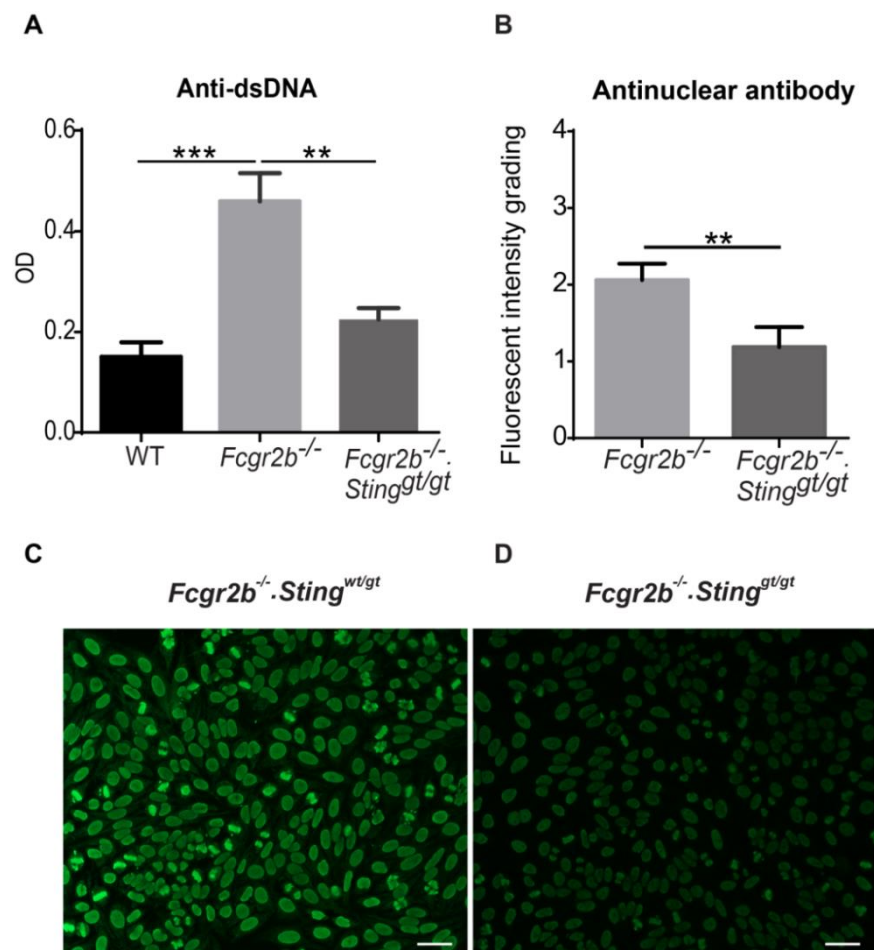 A
Anti-dsDNA
OD
0.6
0.4
0.2
0.0
***
**
WT
Fcgr2b-/-
Fcgr2b-/-.
Stinggt/gt
B
Antinuclear antibody
Fluorescent intensity grading
4
3
2
1
0
**
Fcgr2b-/-
Fcgr2b-/-.
Stinggt/gt
C
Fcgr2b-/-.Stingwt/gt
D
Fcgr2b-/-.Stinggt/gt